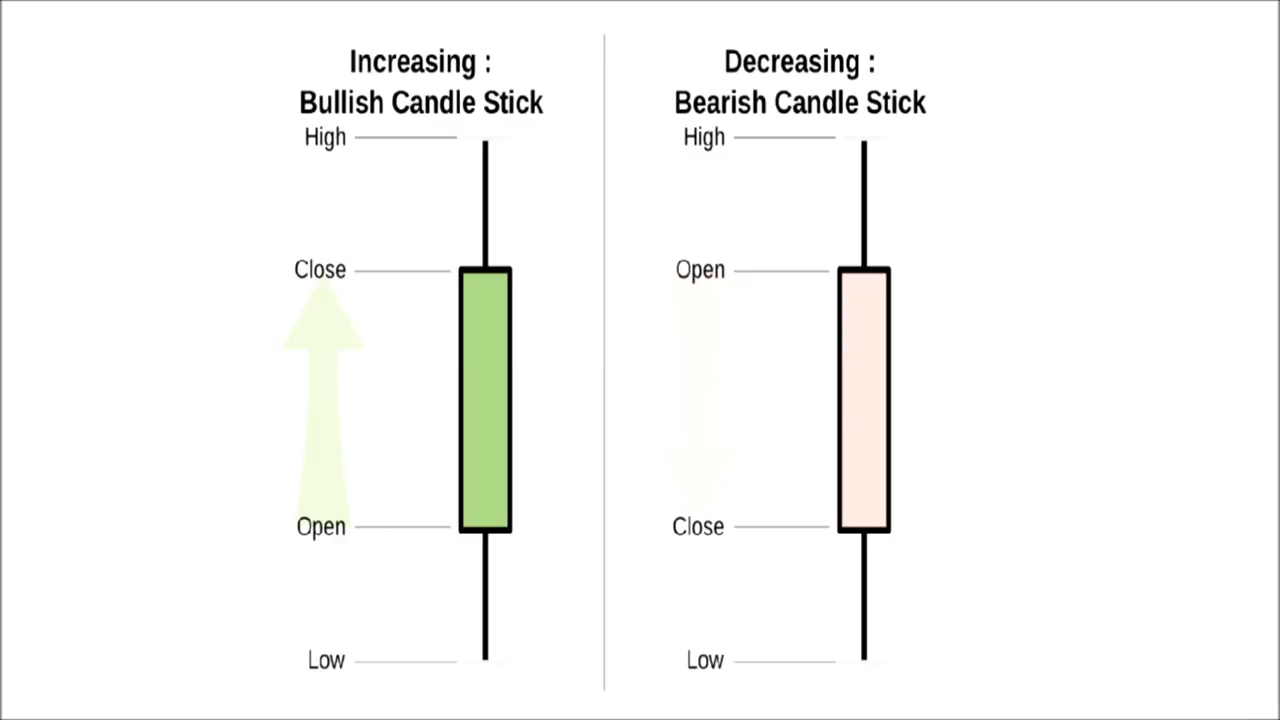 Increasing :
Bullish Candle Stick
High
Close
Open
Low
Decreasing :
Bearish Candle Stick
High
Open
Close
Low